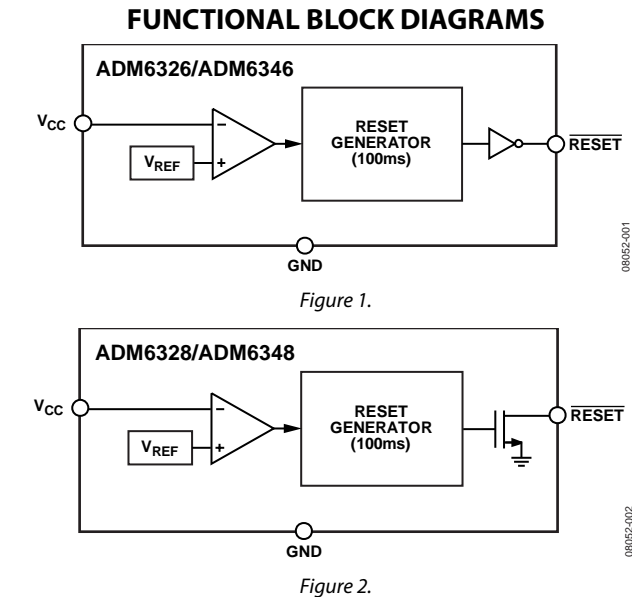 FUNCTIONAL BLOCK DIAGRAMS
ADM6326/ADM6346
VCC
VREF
−
+
RESET
GENERATOR
(100ms)
RESET
GND
08052-001
Figure 1.
ADM6328/ADM6348
VCC
VREF
−
+
RESET
GENERATOR
(100ms)
RESET
GND
08052-002
Figure 2.